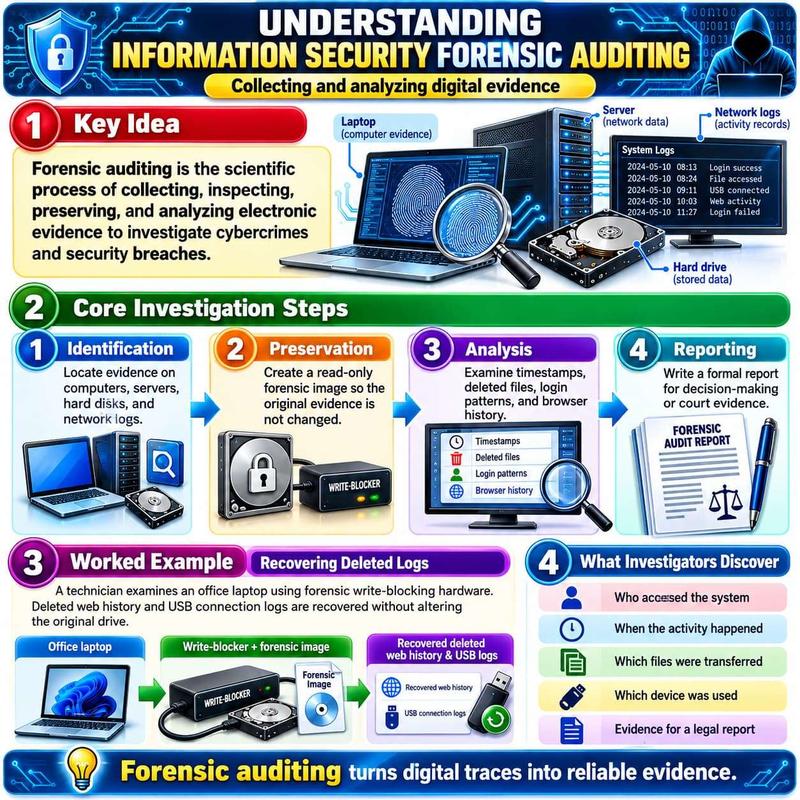 UNDERSTANDING
INFORMATION SECURITY FORENSIC AUDITING
Collecting and analyzing digital evidence
1 Key Idea
Forensic auditing is the scientific
process of collecting, inspecting,
preserving, and analyzing electronic
evidence to investigate cybercrimes
and security breaches.
Laptop
(computer evidence)
Server
(network data)
Network logs
(activity records)
System Logs
2024-05-10 08:13 Login success
2024-05-10 08:24 File accessed
2024-05-10 09:11 USB connected
2024-05-10 10:03 Web activity
2024-05-10 11:27 Login failed
Hard drive
(stored data)
2 Core Investigation Steps
1 Identification
Locate evidence on
computers, servers,
hard disks, and
network logs.
2 Preservation
Create a read-only
forensic image so the
original evidence is
not changed.
WRITE-BLOCKER
3 Analysis
Examine timestamps,
deleted files, login
patterns, and browser
history.
Timestamps
Deleted files
Login patterns
Browser history
4 Reporting
Write a formal report
for decision-making
or court evidence.
FORENSIC
AUDIT REPORT
3 Worked Example Recovering Deleted Logs
A technician examines an office laptop using forensic write-blocking hardware.
Deleted web history and USB connection logs are recovered without altering
the original drive.
Office laptop
Write-blocker + forensic image
WRITE-BLOCKER
Forensic
Image
Recovered deleted
web history & USB logs
Recovered web history
USB connection logs
4 What Investigators Discover
Who accessed the system
When the activity happened
Which files were transferred
Which device was used
Evidence for a legal report
Forensic auditing turns digital traces into reliable evidence.